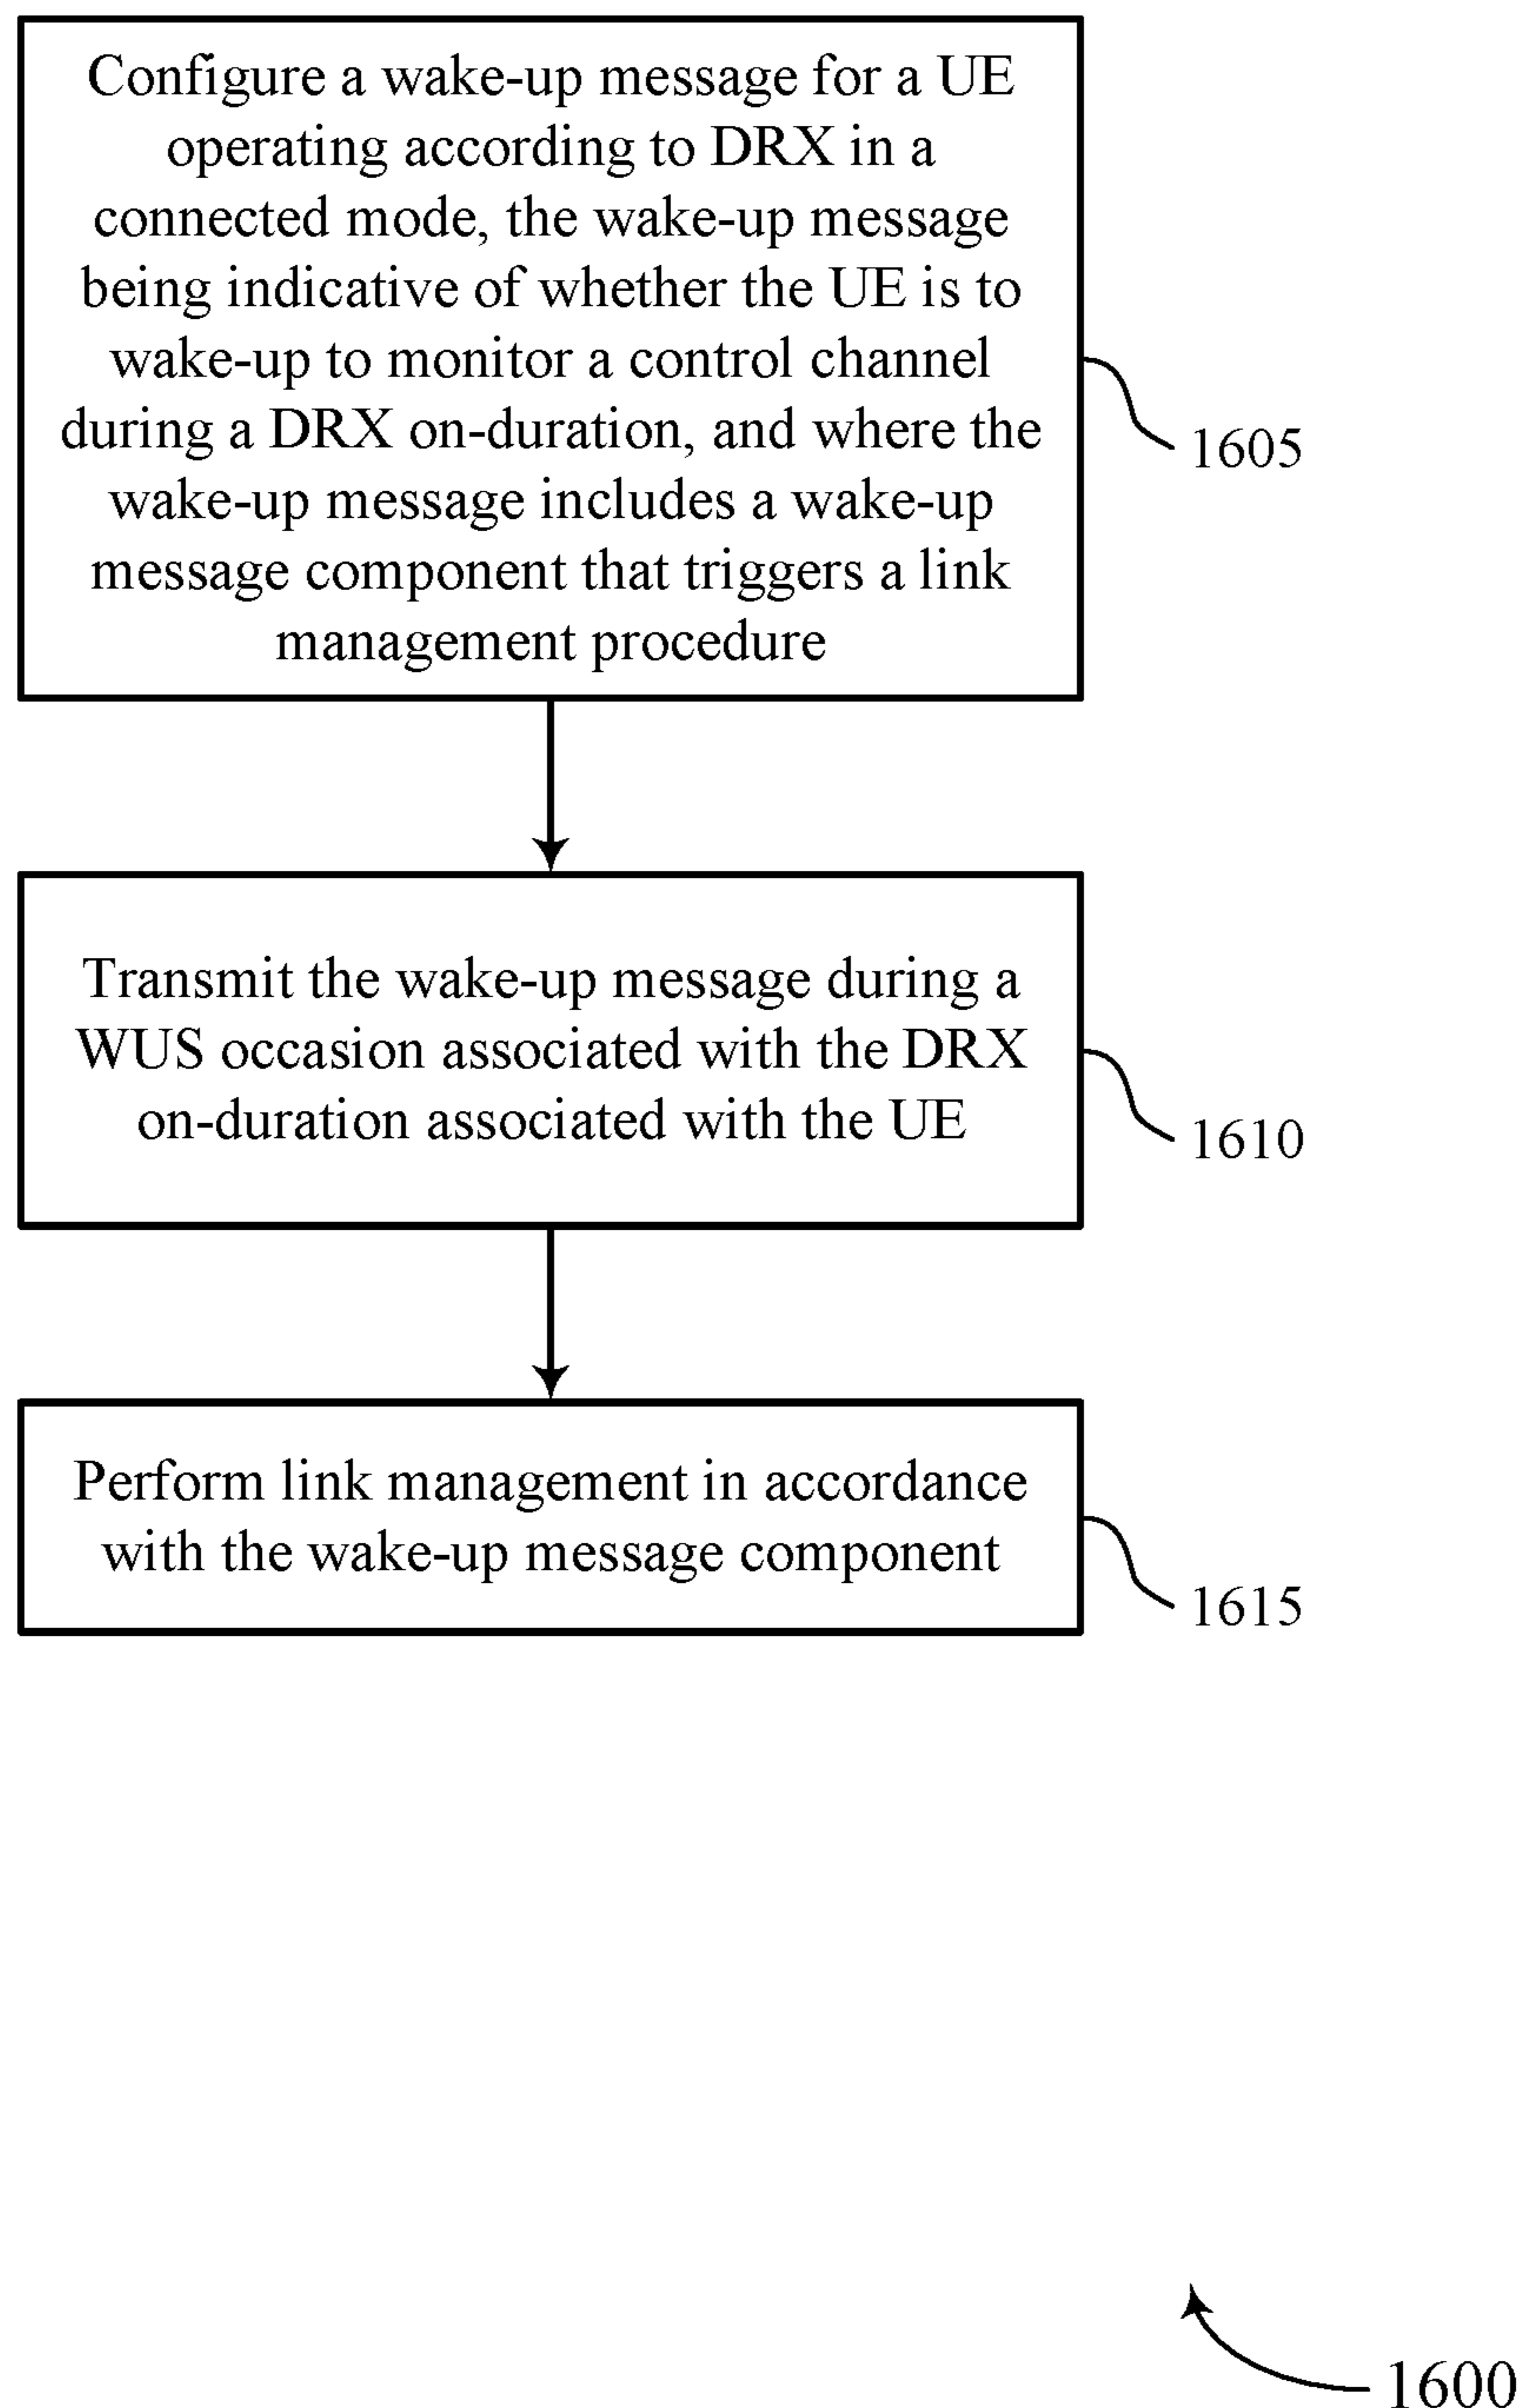 Configure a wake-up message for a UE
operating according to DRX in a
connected mode, the wake-up message
being indicative of whether the UE is to
wake-up to monitor a control channel
during a DRX on-duration, and where the
wake-up message includes a wake-up
message component that triggers a link
management procedure
1605
Transmit the wake-up message during a
WUS occasion associated with the DRX
on-duration associated with the UE
1610
Perform link management in accordance
with the wake-up message component
1615
1600